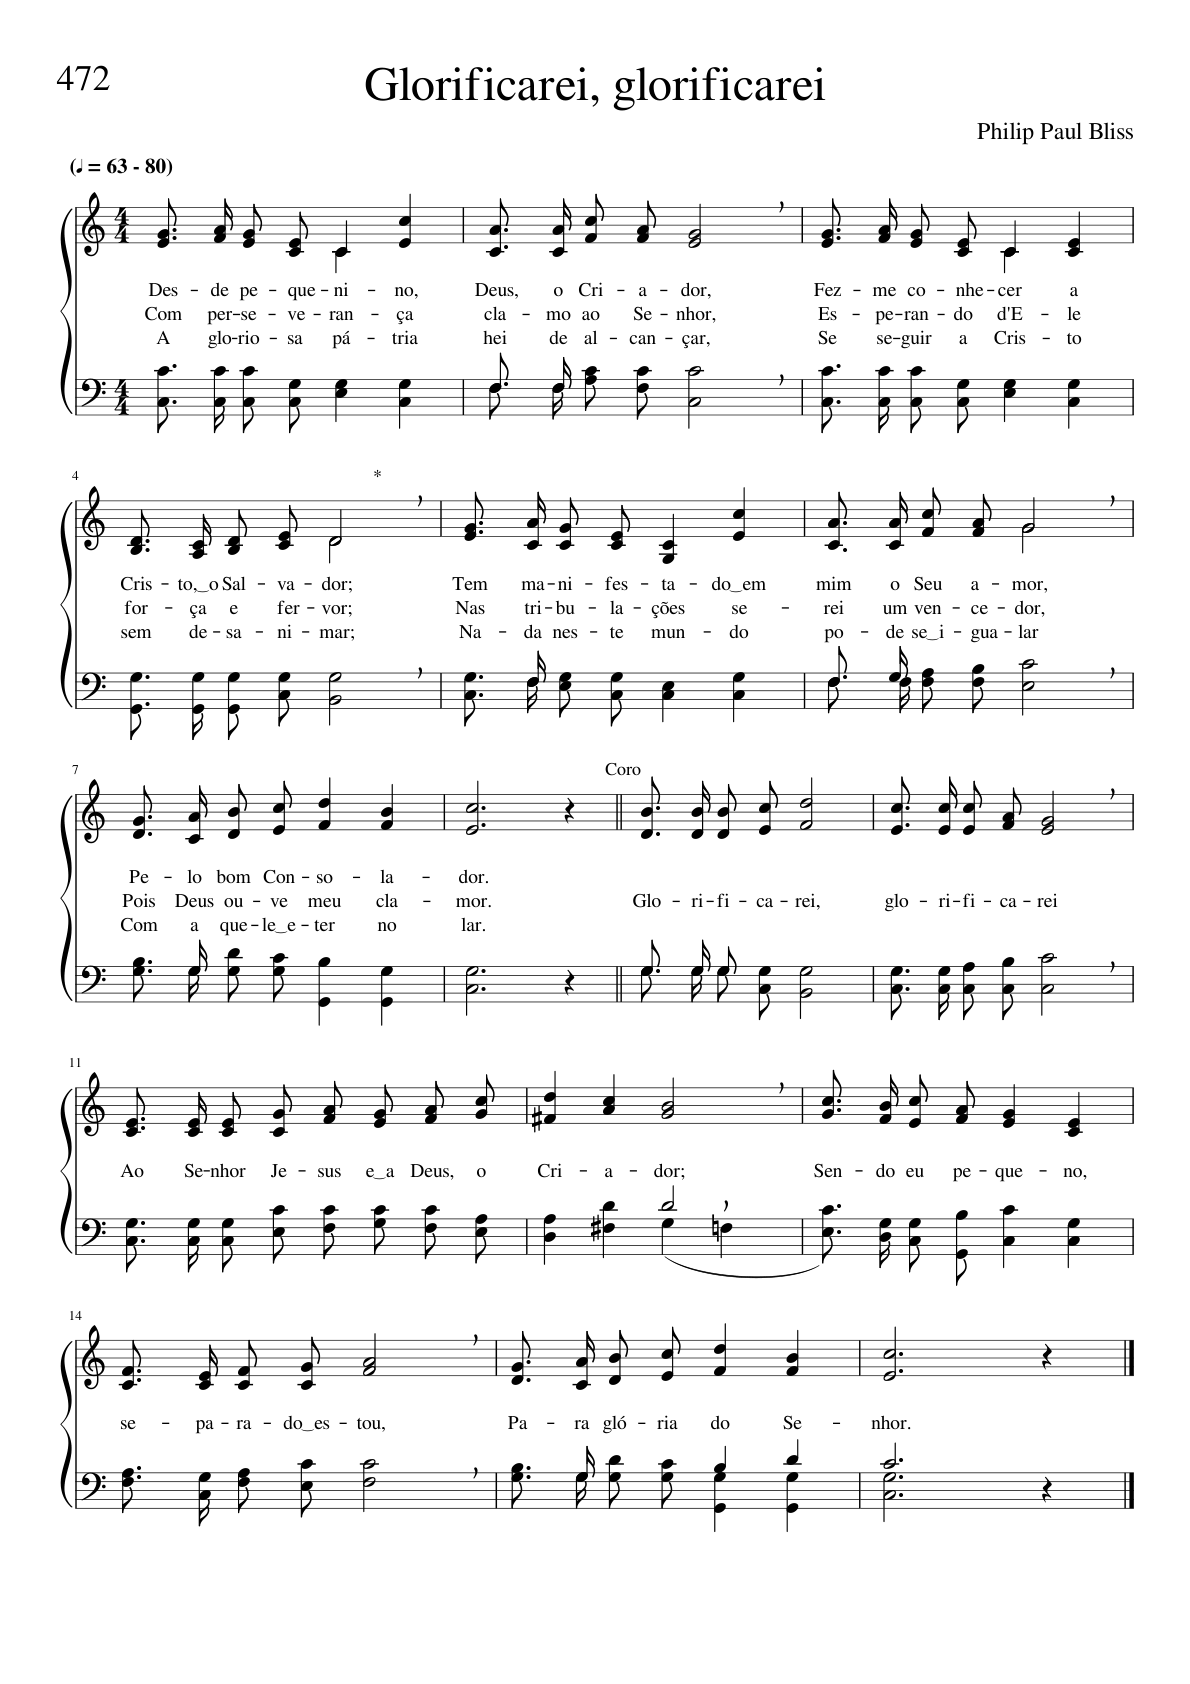 472
Glorificarei, glorificarei
Philip Paul Bliss
(♩ = 63 - 80)
Des - de pe - que - ni - no, Deus, o Cri - a - dor, Fez - me co - nhe - cer a
Com per - se - ve - ran - ça cla - mo ao Se - nhor, Es - pe - ran - do d'E - le
A glo - rio - sa pá - tria hei de al - can - çar, Se se - guir a Cris - to
4
*
Cris - to,‿o Sal - va - dor; Tem ma - ni - fes - ta - do‿em mim o Seu a - mor,
for - ça e fer - vor; Nas tri - bu - la - ções se - rei um ven - ce - dor,
sem de - sa - ni - mar; Na - da nes - te mun - do po - de se‿i - gua - lar
7
Coro
Pe - lo bom Con - so - la - dor.
Pois Deus ou - ve meu cla - mor. Glo - ri - fi - ca - rei, glo - ri - fi - ca - rei
Com a que - le‿e - ter no lar.
11
Ao Se - nhor Je - sus e‿a Deus, o Cri - a - dor; Sen - do eu pe - que - no,
14
se - pa - ra - do‿es - tou, Pa - ra gló - ria do Se - nhor.